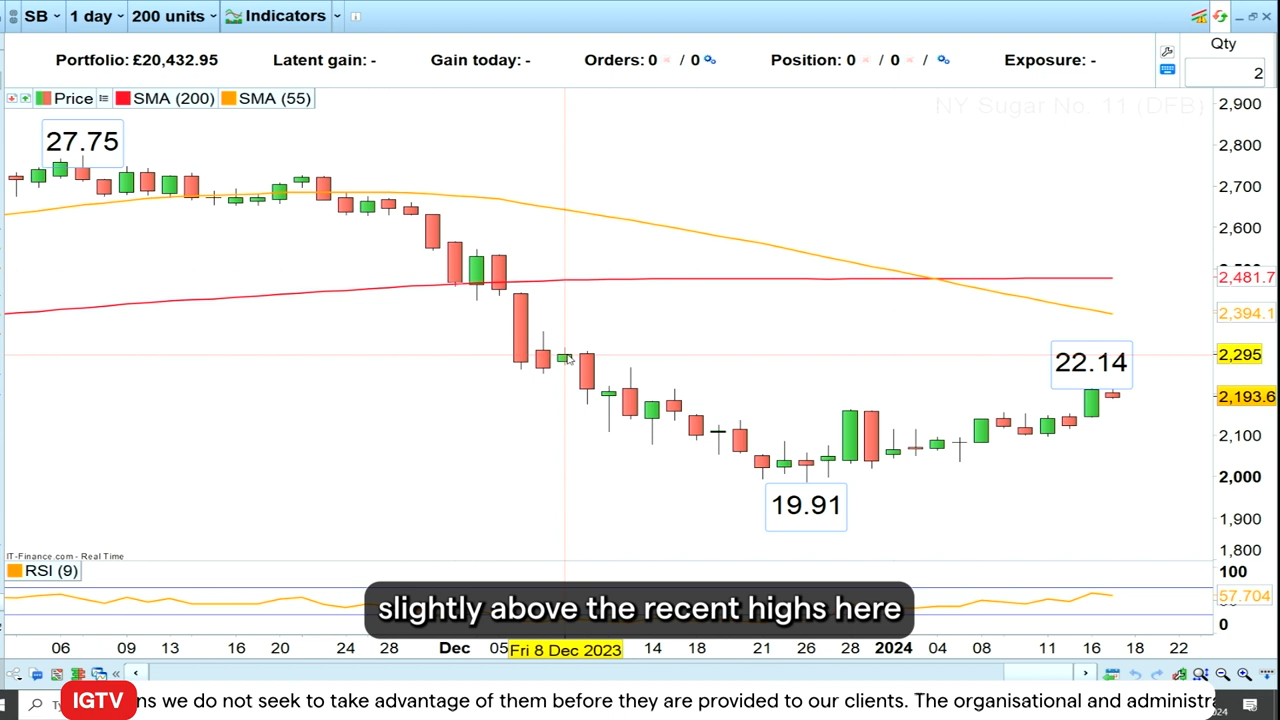 SB 1 day 200 units Indicators
Portfolio: £20,432.95 Latent gain: - Gain today: - Orders: 0 / 0 Position: 0 / 0 / Exposure: - Qty
2
Price SMA (200) SMA (55)
NY Sugar No. 11 (DFB)
2,900
27.75
2,800
2,700
2,600
2,481.7
2,394.1
22.14
2,295
2,193.6
2,100
2,000
19.91
1,900
IT-Finance.com - Real Time
1,800
RSI (9)
100
57.704
slightly above the recent highs here
0
06 09 13 16 20 24 28 Dec 05 Fri 8 Dec 2023 14 18 20 22 28 2024 04 08 11 16 18 22
IGTV
ns we do not seek to take advantage of them before they are provided to our clients. The organisational and administra